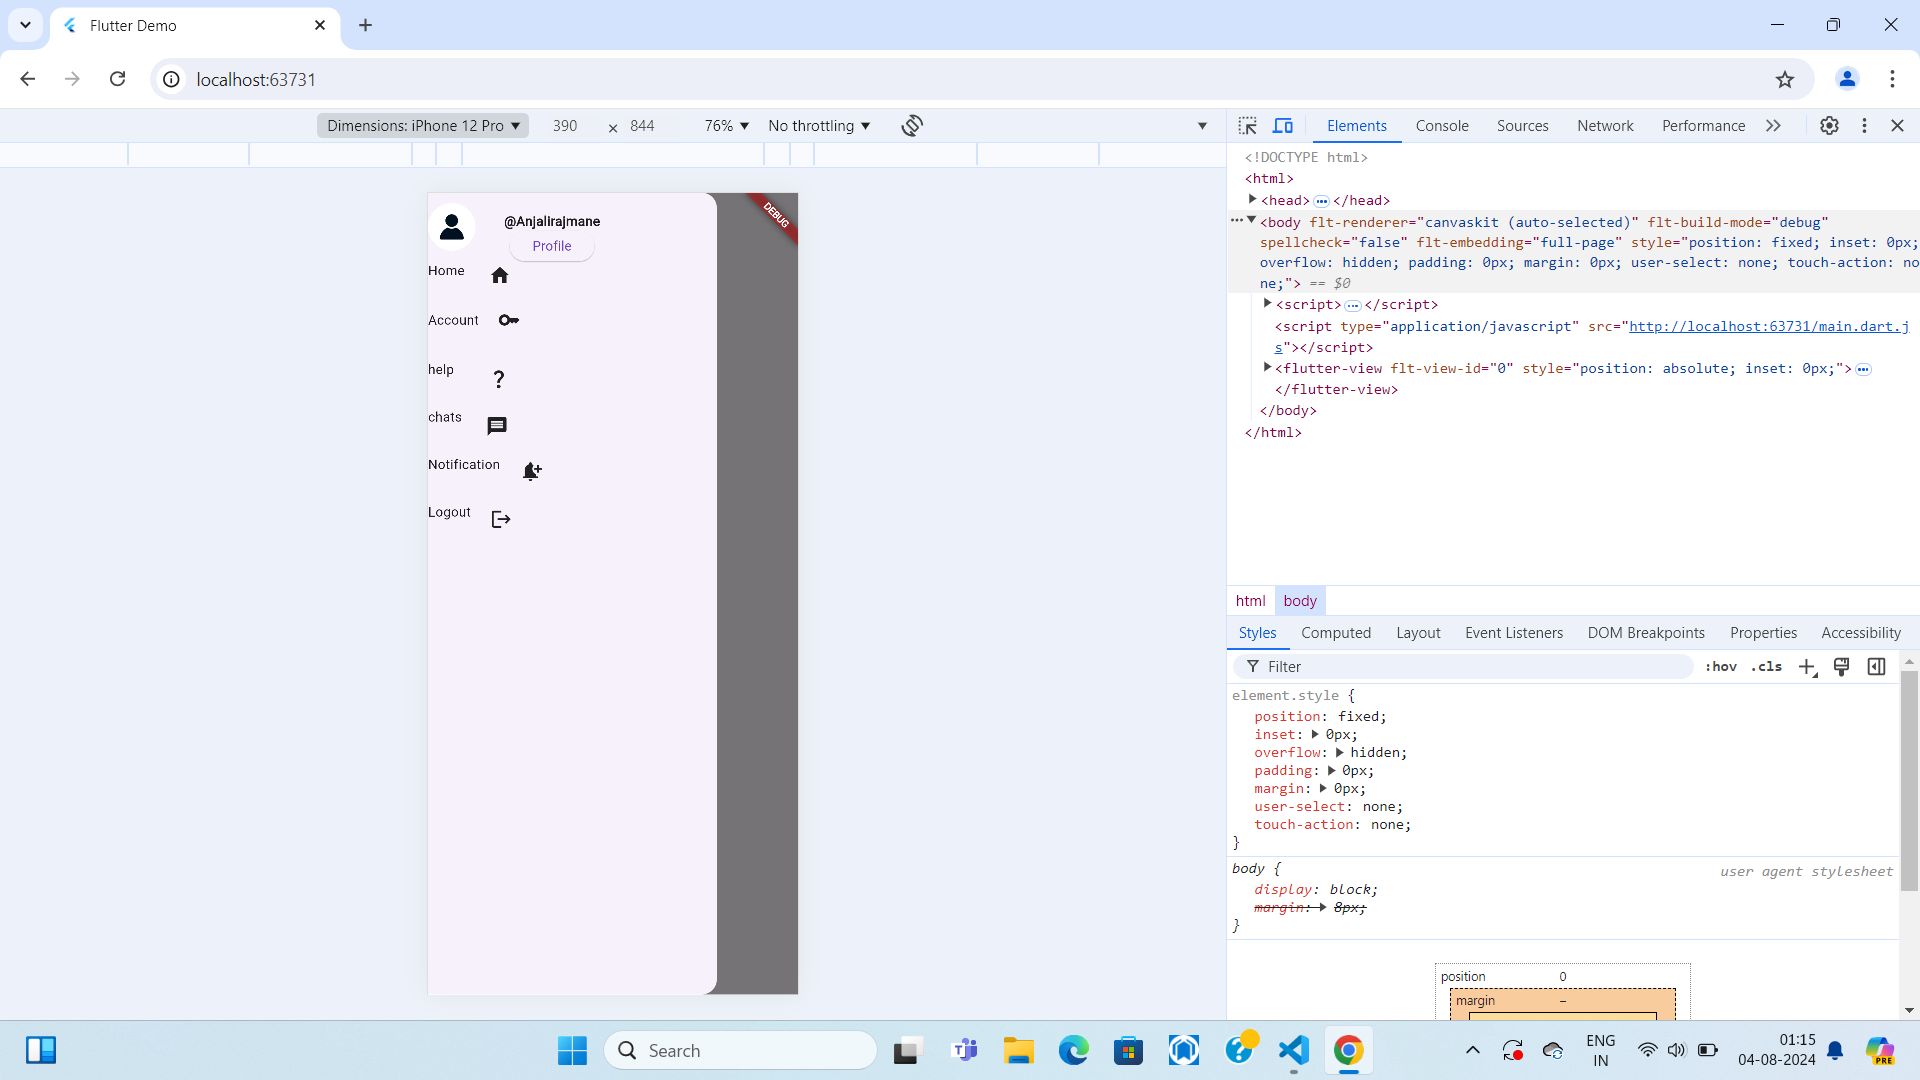 Flutter Demo
localhost:63731
Dimensions: iPhone 12 Pro 390 × 844 76% No throttling
Elements Console Sources Network Performance
@Anjalirajmane
Profile
DEBUG
Home
Account
help
chats
Notification
Logout
<!DOCTYPE html>
<html>
<head> </head>
<body flt-renderer="canvaskit (auto-selected)" flt-build-mode="debug"
spellcheck="false" flt-embedding="full-page" style="position: fixed; inset: 0px;
overflow: hidden; padding: 0px; margin: 0px; user-select: none; touch-action: no
ne;"> == $0
<script> </script>
<script type="application/javascript" src="http://localhost:63731/main.dart.j
s"></script>
<flutter-view flt-view-id="0" style="position: absolute; inset: 0px;">
</flutter-view>
</body>
</html>
html body
Styles Computed Layout Event Listeners DOM Breakpoints Properties Accessibility
Filter :hov .cls
element.style {
position: fixed;
inset: 0px;
overflow: hidden;
padding: 0px;
margin: 0px;
user-select: none;
touch-action: none;
}
body { user agent stylesheet
display: block;
margin: 8px;
}
position 0
margin –
Search
ENG
IN
01:15
04-08-2024
PRE